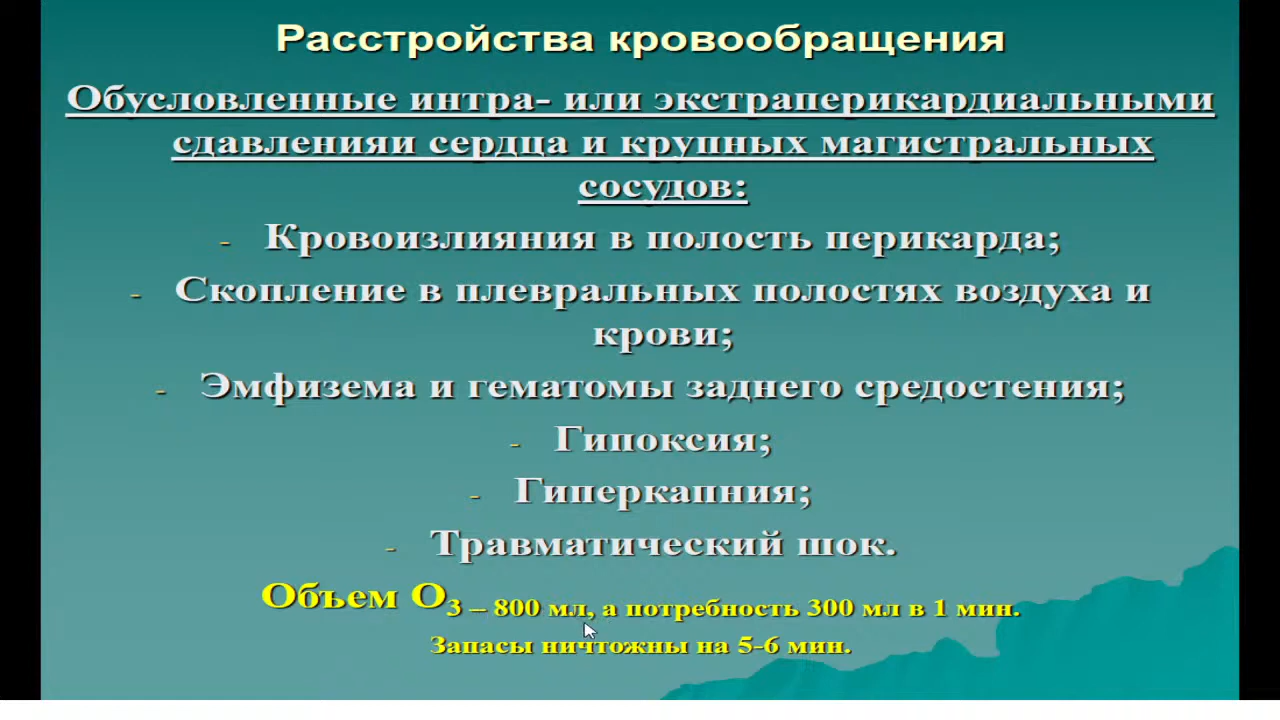 Расстройства кровообращения
Обусловленные интра- или экстраперикардиальными
сдавленияи сердца и крупных магистральных
сосудов:
- Кровоизлияния в полость перикарда;
- Скопление в плевральных полостях воздуха и
крови;
- Эмфизема и гематомы заднего средостения;
- Гипоксия;
- Гиперкапния;
- Травматический шок.
Объем О3 – 800 мл, а потребность 300 мл в 1 мин.
Запасы ничтожны на 5-6 мин.